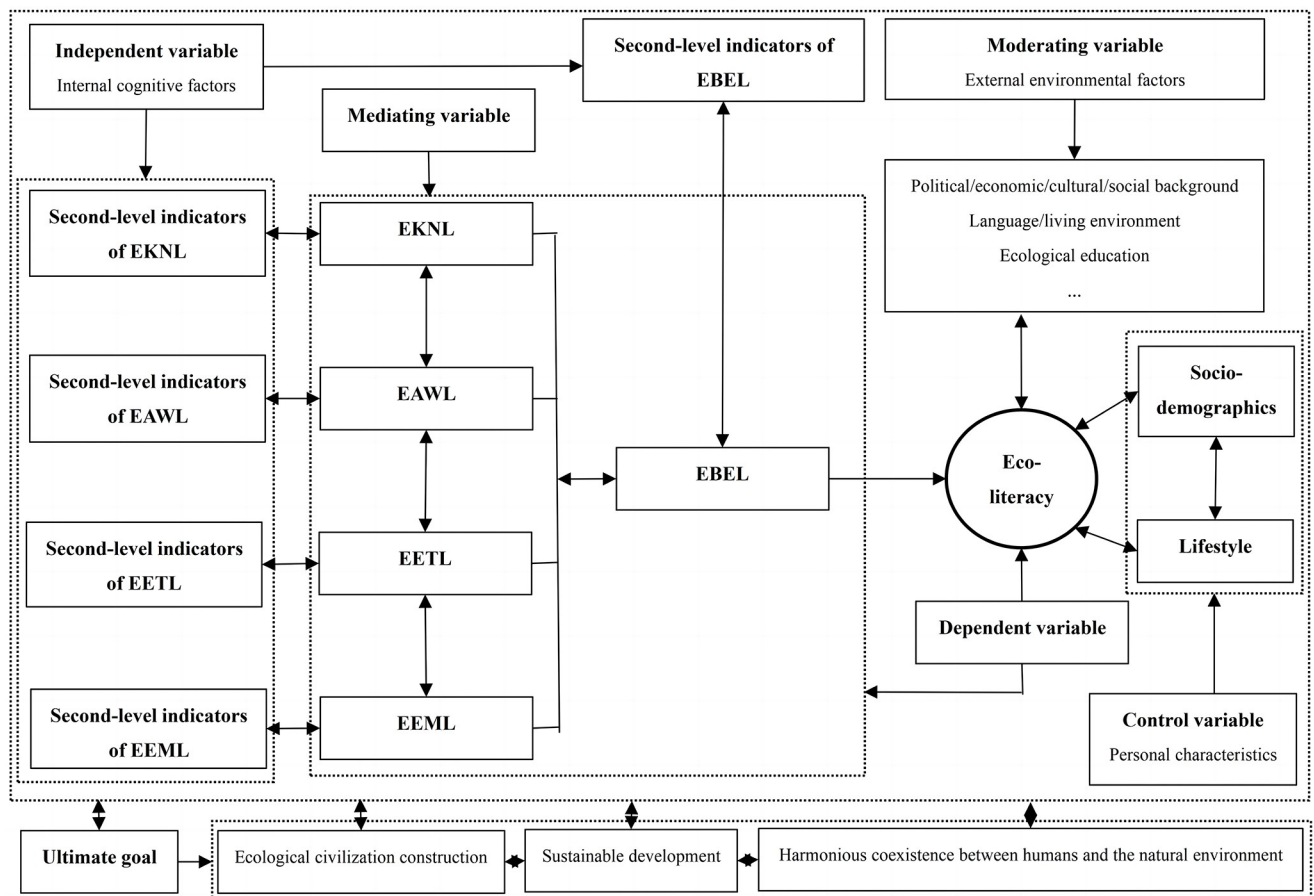 Independent variable
Internal cognitive factors
Second-level indicators of
EBEL
Moderating variable
External environmental factors
Mediating variable
Political/economic/cultural/social background
Language/living environment
Ecological education
...
Second-level indicators
of EKNL
EKNL
Second-level indicators
of EAWL
EAWL
Socio-
demographics
EBEL
Eco-
literacy
Second-level indicators
of EETL
EETL
Lifestyle
Dependent variable
Second-level indicators
of EEML
EEML
Control variable
Personal characteristics
Ultimate goal
Ecological civilization construction
Sustainable development
Harmonious coexistence between humans and the natural environment